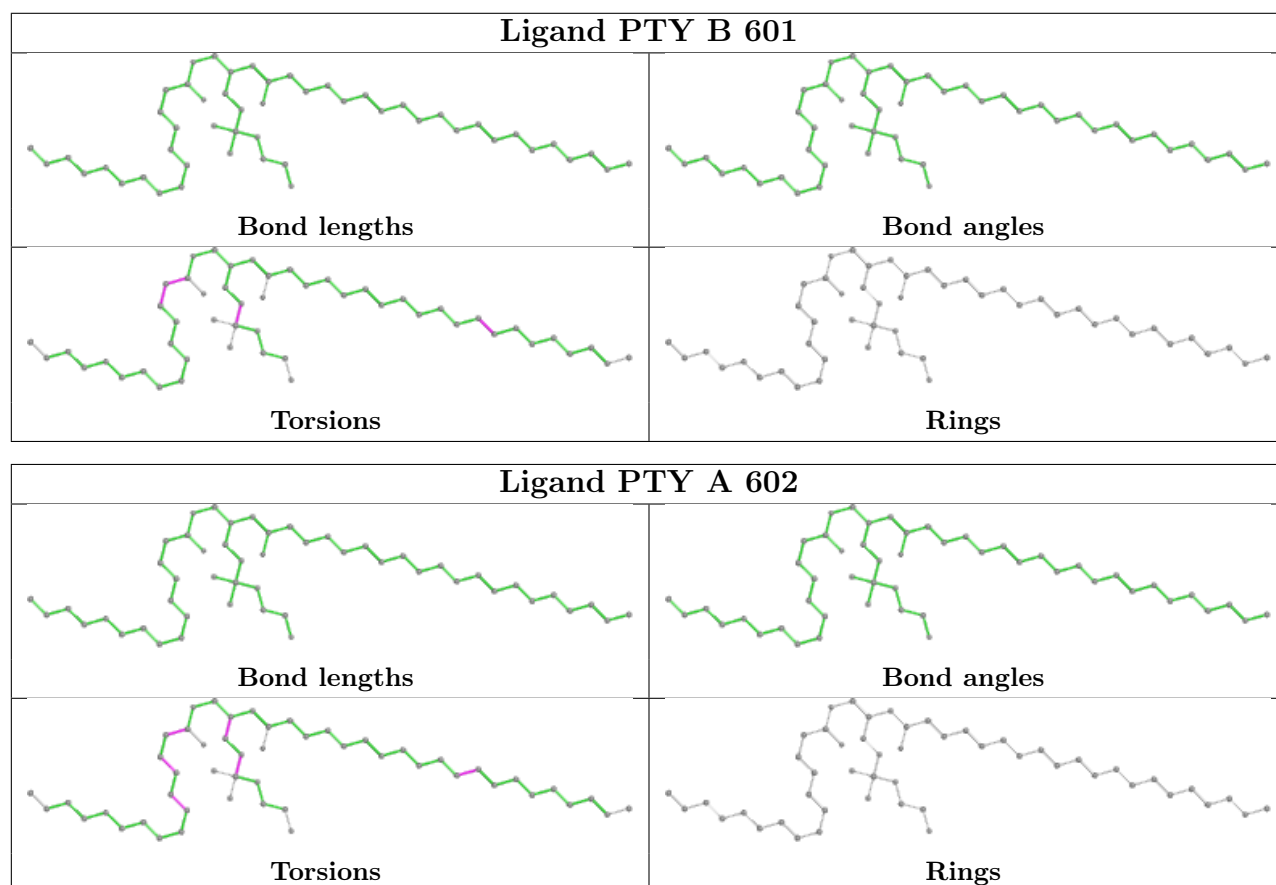 Ligand PTY B 601
Bond lengths
Bond angles
Torsions
Rings
Ligand PTY A 602
Bond lengths
Bond angles
Torsions
Rings